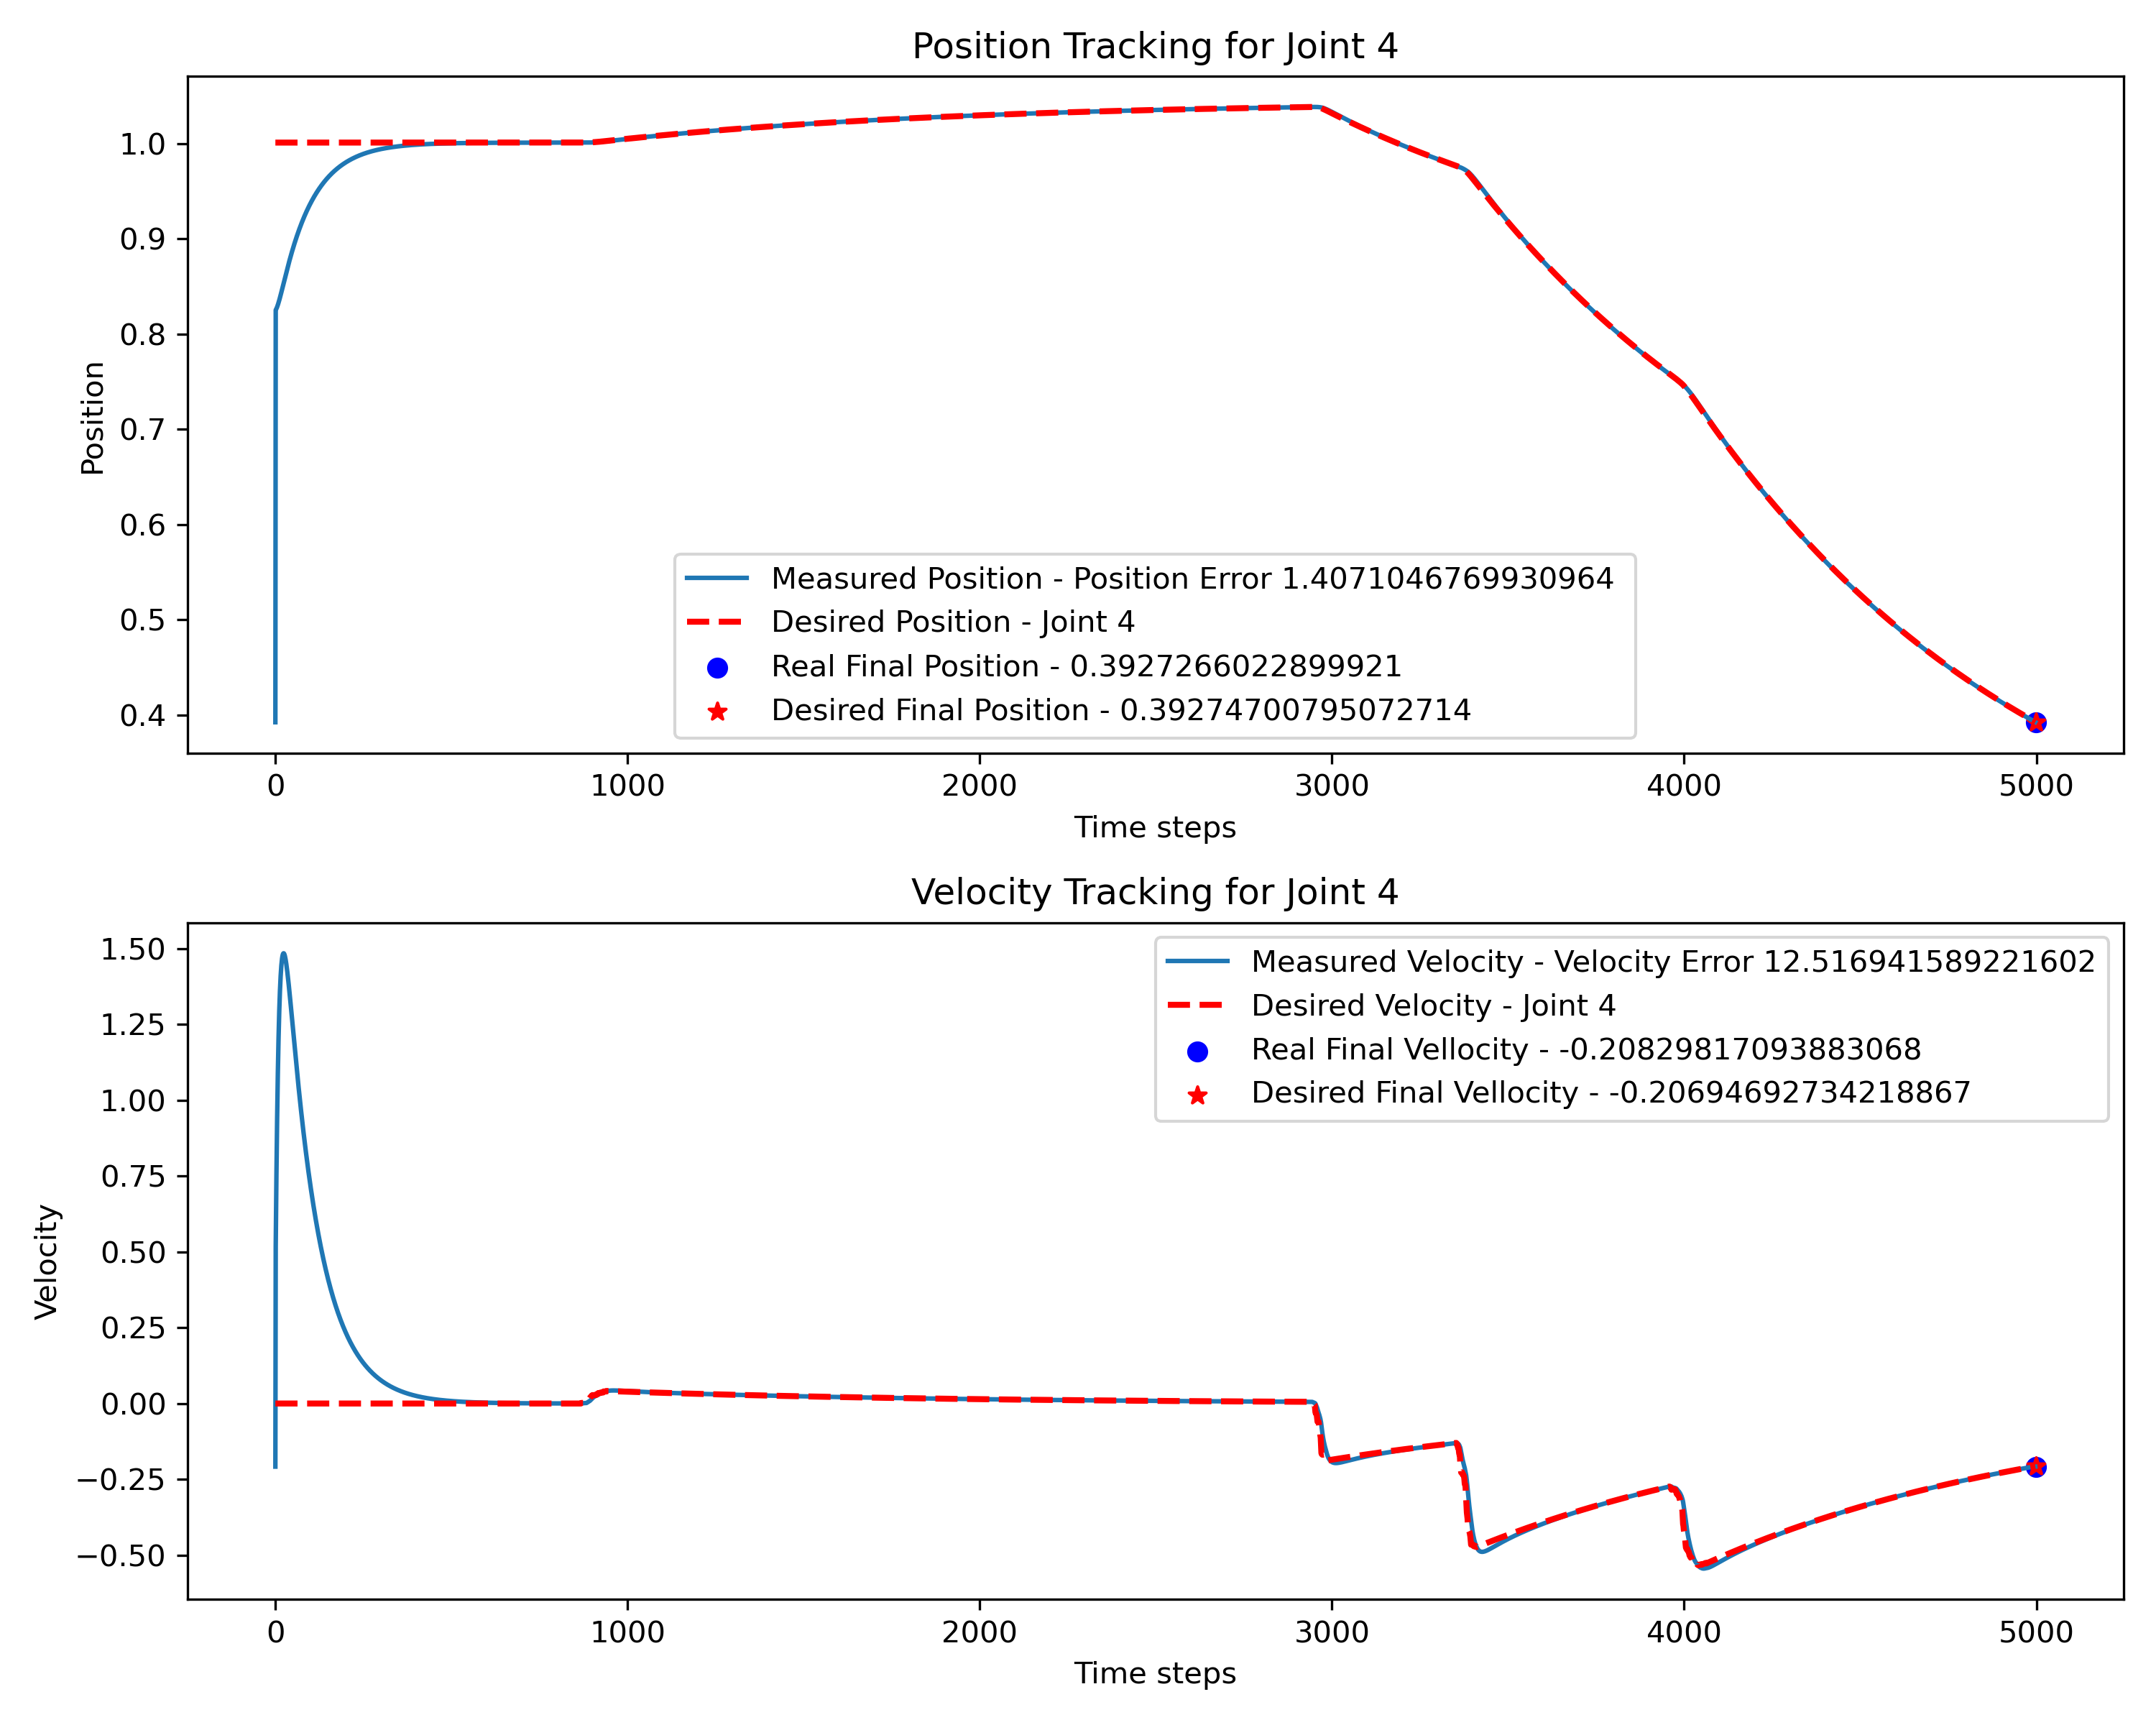 Position Tracking for Joint 4
1.0
0.9
0.8
0.7
0.6
0.5
0.4
Position
Measured Position - Position Error 1.4071046769930964
Desired Position - Joint 4
Real Final Position - 0.3927266022899921
Desired Final Position - 0.39274700795072714
0 1000 2000 3000 4000 5000
Time steps
Velocity Tracking for Joint 4
1.50
1.25
1.00
0.75
0.50
0.25
0.00
−0.25
−0.50
Velocity
Measured Velocity - Velocity Error 12.516941589221602
Desired Velocity - Joint 4
Real Final Vellocity - -0.20829817093883068
Desired Final Vellocity - -0.20694692734218867
0 1000 2000 3000 4000 5000
Time steps